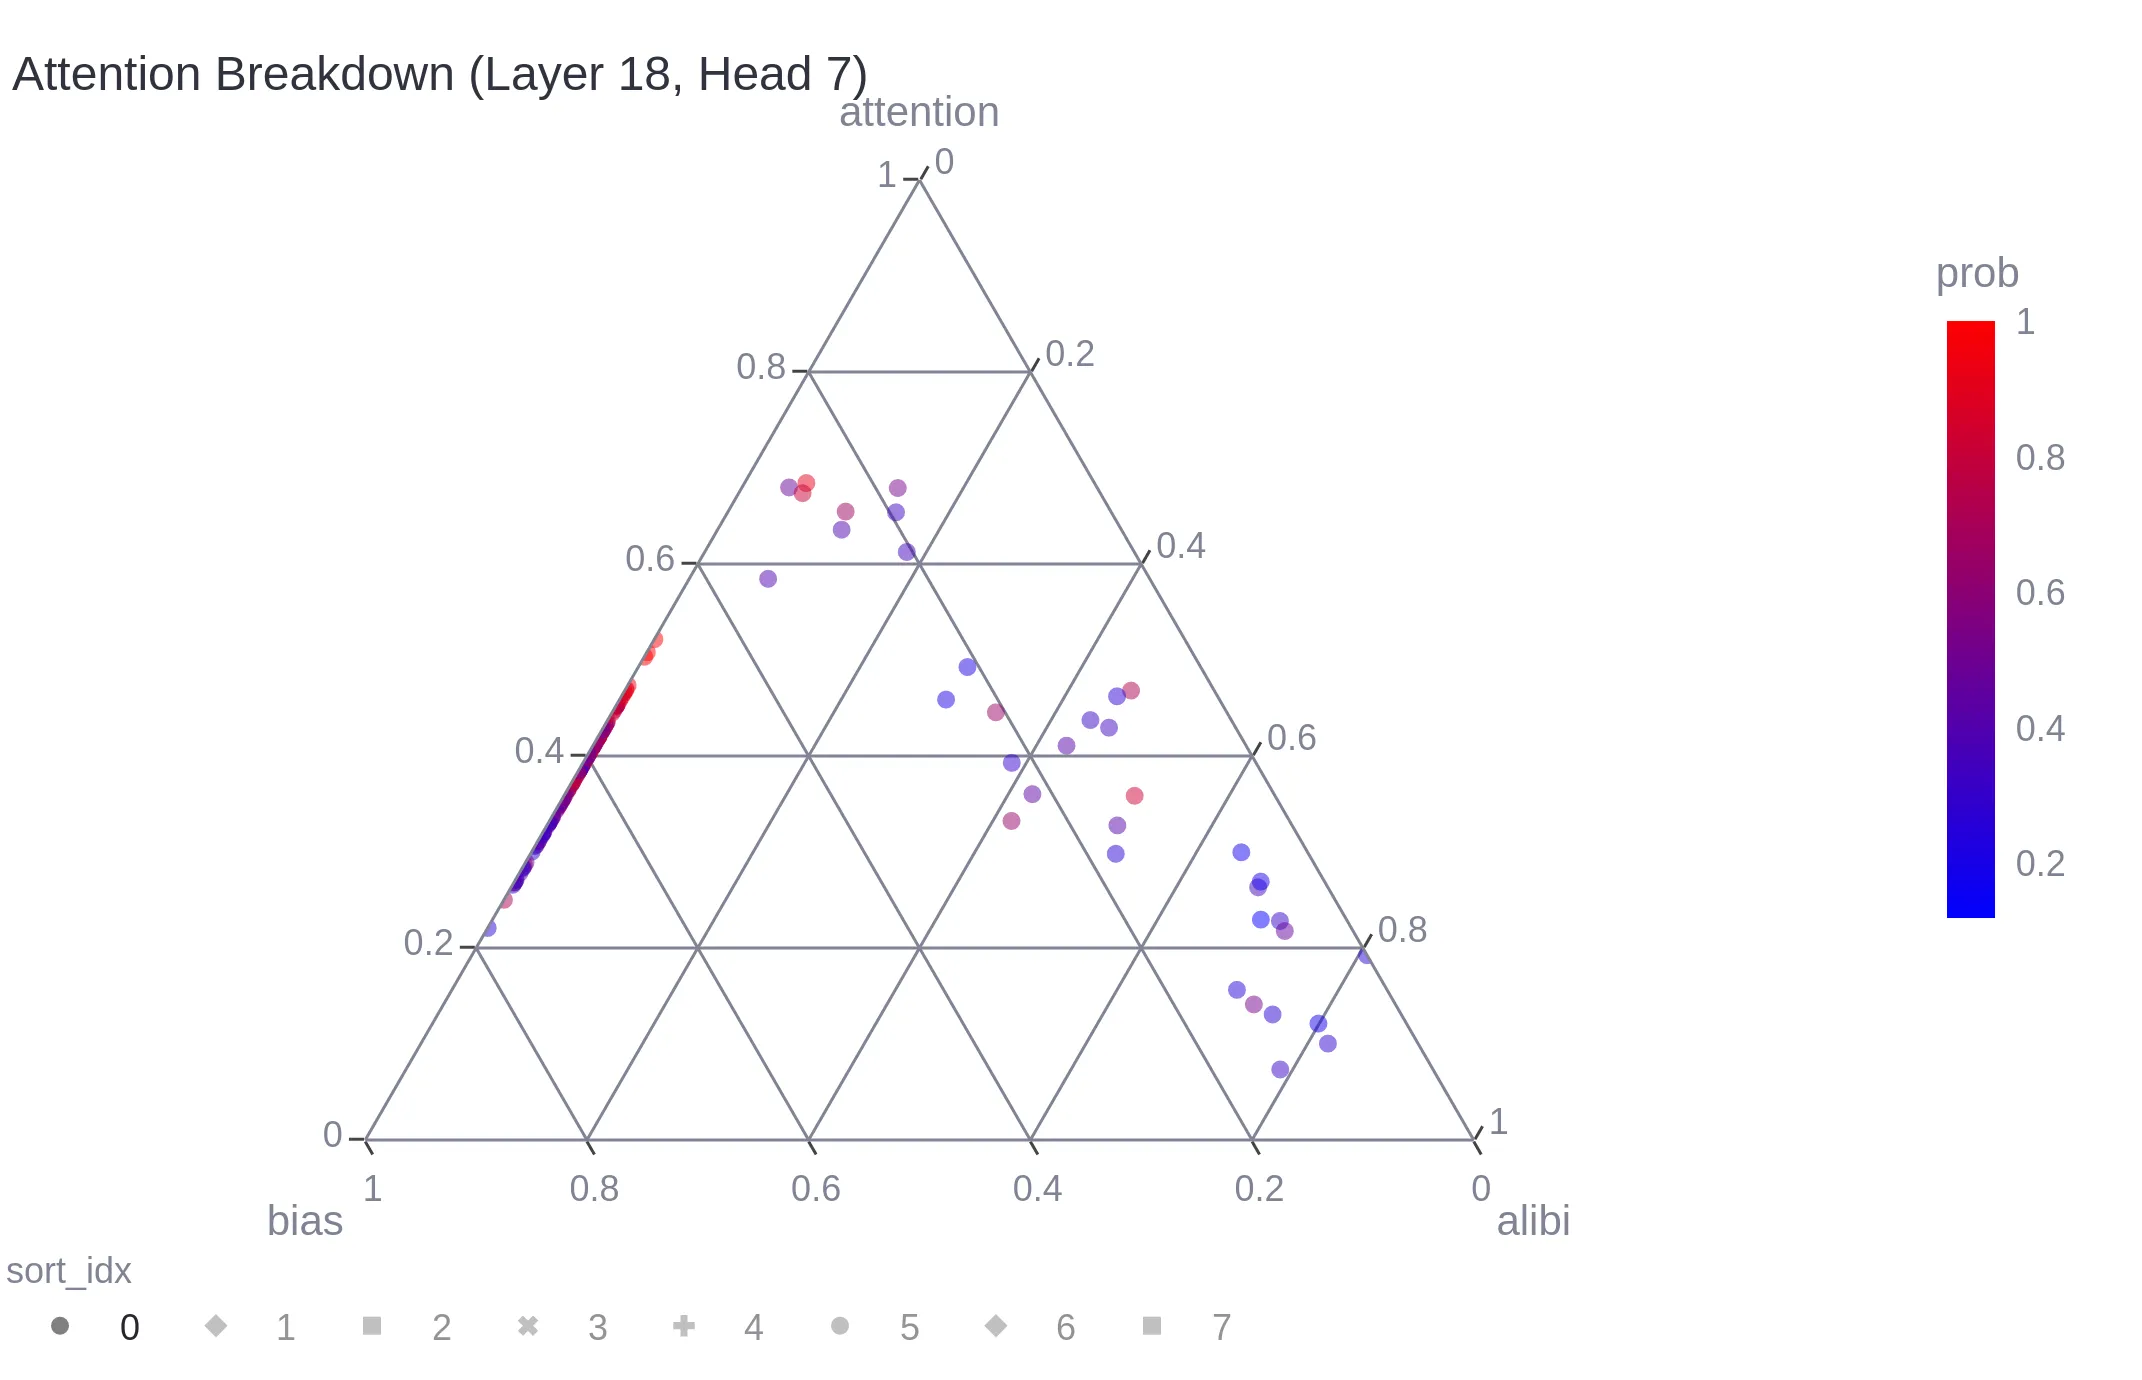 Attention Breakdown (Layer 18, Head 7)
attention
1 0
0.8 0.2
0.6 0.4
0.4 0.6
0.2 0.8
0 1
1 0.8 0.6 0.4 0.2 0
bias alibi
prob
1
0.8
0.6
0.4
0.2
sort_idx
0 1 2 3 4 5 6 7